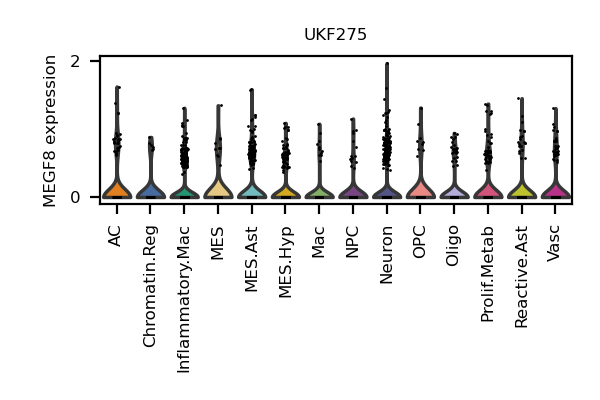 UKF275
MEGF8 expression
2
0
AC
Chromatin.Reg
Inflammatory.Mac
MES
MES.Ast
MES.Hyp
Mac
NPC
Neuron
OPC
Oligo
Prolif.Metab
Reactive.Ast
Vasc